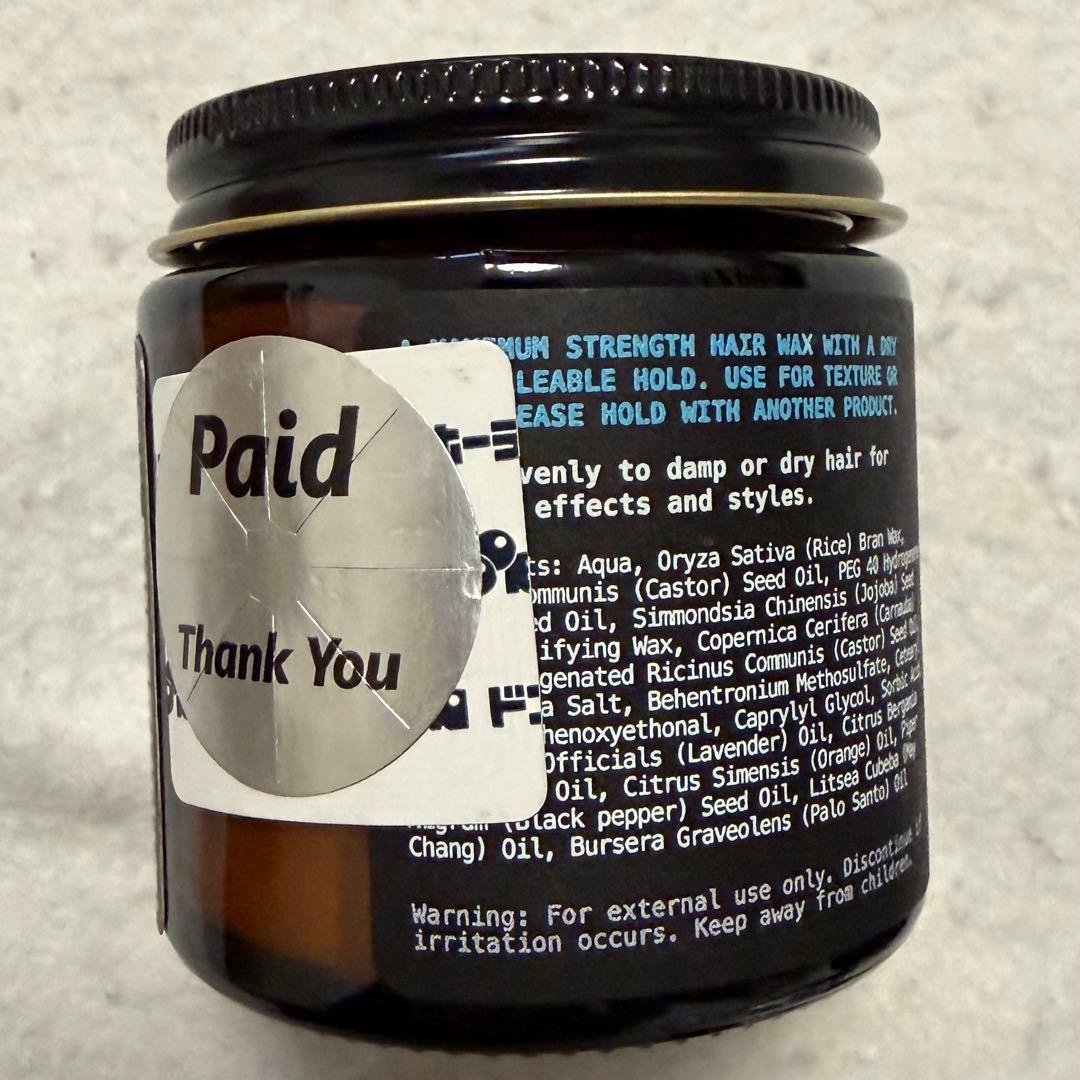 Paid
Thank You
STRENGTH HAIR WAX WITH A DRY
LEABLE HOLD. USE FOR TEXTURE OR
EASE HOLD WITH ANOTHER PRODUCT.
venly to damp or dry hair for
effects and styles.
ts: Aqua, Oryza Sativa (Rice) Bran Wax,
ommunis (Castor) Seed Oil, PEG 40
ed Oil, Simmondsia Chinensis (Jojoba) Seed
ifying Wax, Copernica Cerifera (Carnauba)
genated Ricinus Communis (Castor) Seed Oil,
a Salt, Behentronium Methosulfate,
henoxyethonal, Caprylyl Glycol, Sorbic
Officials (Lavender) Oil, Citrus
Oil, Citrus Simensis (Orange) Oil, Piper
(Black pepper) Seed Oil, Litsea Cubeba (May
Chang) Oil, Bursera Graveolens (Palo Santo) Oil
Warning: For external use only. Discontinue if
irritation occurs. Keep away from children.